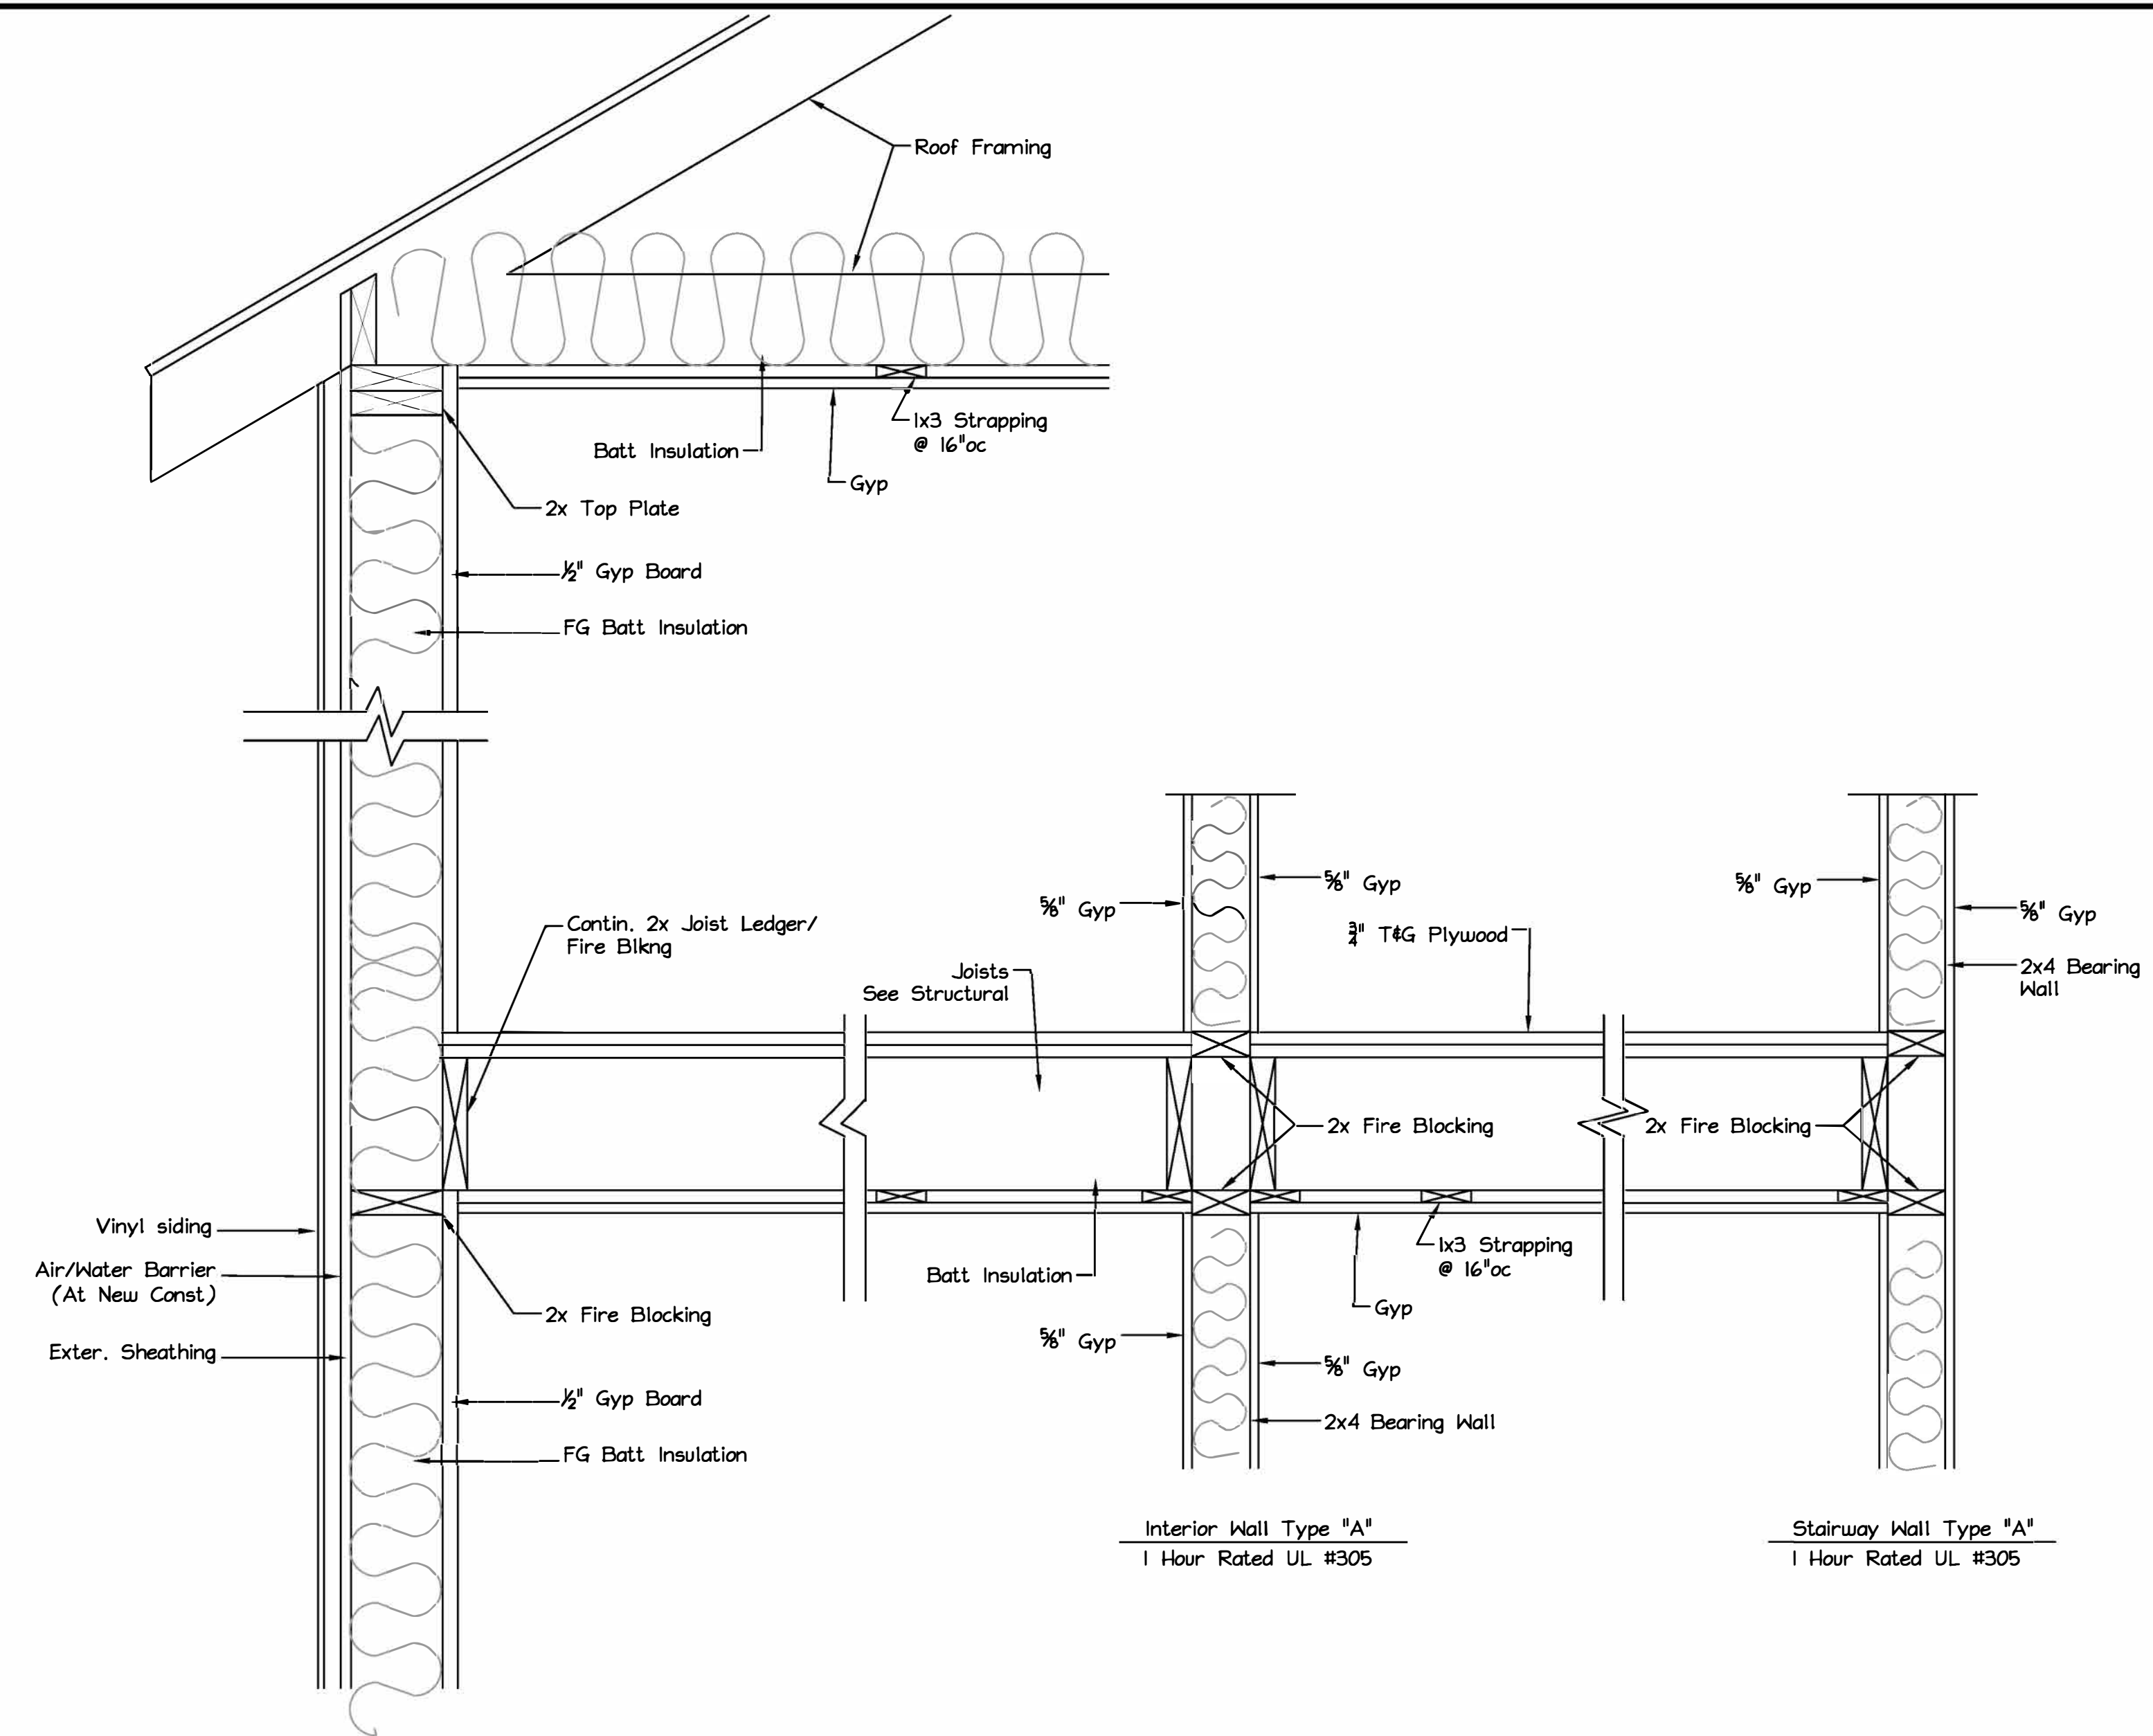 Roof Framing
1x3 Strapping
@ 16"oc
Batt Insulation
Gyp
2x Top Plate
½" Gyp Board
FG Batt Insulation
⅝" Gyp
⅝" Gyp
⅝" Gyp
⅝" Gyp
Contin. 2x Joist Ledger/
Fire Blkng
¾" T&G Plywood
2x4 Bearing
Wall
Joists
See Structural
2x Fire Blocking
2x Fire Blocking
Vinyl siding
Air/Water Barrier
(At New Const)
Exter. Sheathing
2x Fire Blocking
Batt Insulation
1x3 Strapping
@ 16"oc
Gyp
⅝" Gyp
⅝" Gyp
½" Gyp Board
2x4 Bearing Wall
FG Batt Insulation
Interior Wall Type "A"
1 Hour Rated UL #305
Stairway Wall Type "A"
1 Hour Rated UL #305